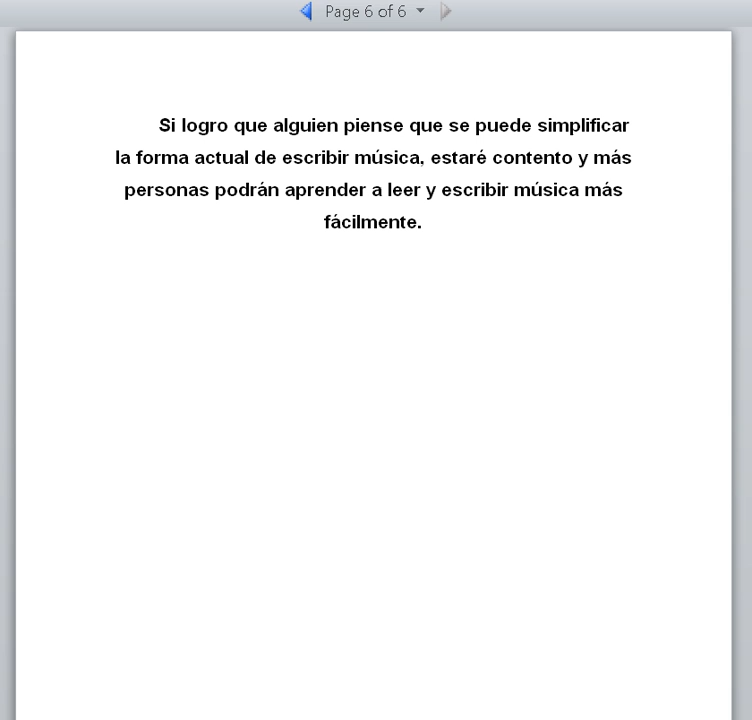 Page 6 of 6
Si logro que alguien piense que se puede simplificar
la forma actual de escribir música, estaré contento y más
personas podrán aprender a leer y escribir música más
fácilmente.